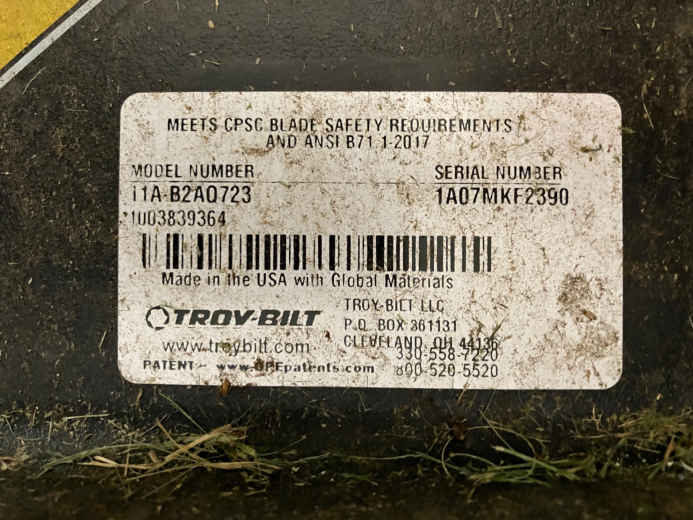 MEETS CPSC BLADE SAFETY REQUIREMENTS
AND ANSI B71.1-2017
MODEL NUMBER
11A-B2AQ723
SERIAL NUMBER
1A07MKF2390
1003839364
Made in the USA with Global Materials
TROY-BILT
www.troybilt.com
PATENT - www.OPEpatents.com
TROY-BILT LLC
P.O. BOX 361131
CLEVELAND, OH 44136
330-558-7220
800-520-5520